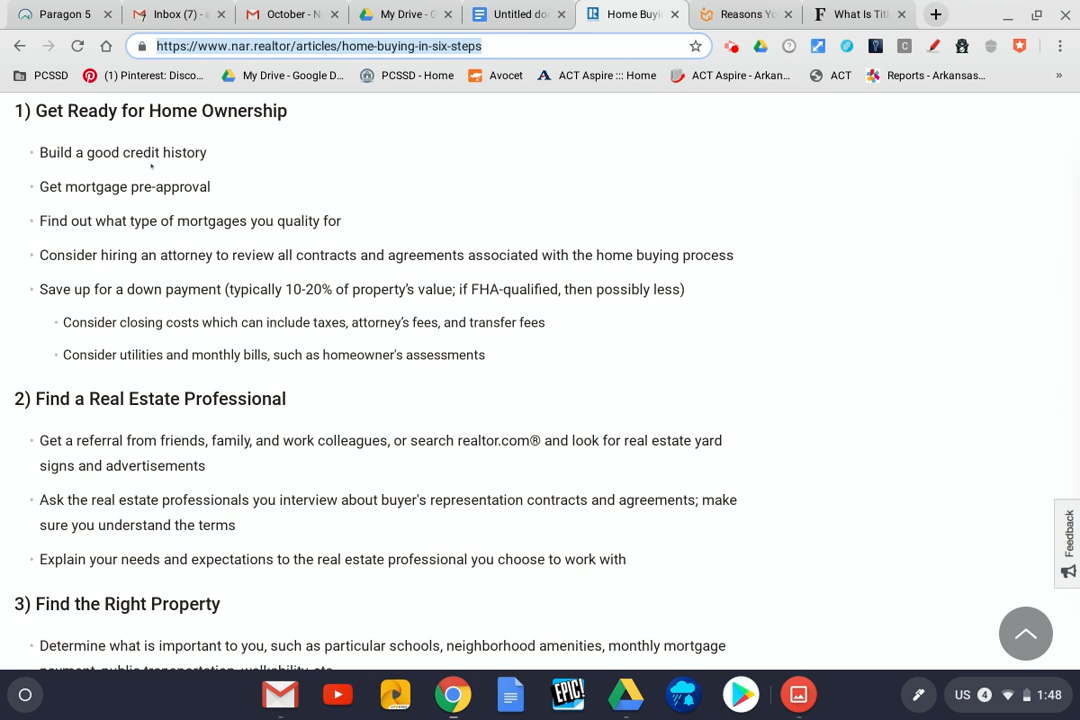 Paragon 5
Inbox (7) -
October - N
My Drive - G
Untitled do
Home Buyi
Reasons Yo
What Is Titl
https://www.nar.realtor/articles/home-buying-in-six-steps
PCSSD
(1) Pinterest: Disco...
My Drive - Google D...
PCSSD - Home
Avocet
ACT Aspire ::: Home
ACT Aspire - Arkan...
ACT
Reports - Arkansas...
»
1) Get Ready for Home Ownership
Build a good credit history
Get mortgage pre-approval
Find out what type of mortgages you quality for
Consider hiring an attorney to review all contracts and agreements associated with the home buying process
Save up for a down payment (typically 10-20% of property's value; if FHA-qualified, then possibly less)
Consider closing costs which can include taxes, attorney's fees, and transfer fees
Consider utilities and monthly bills, such as homeowner's assessments
2) Find a Real Estate Professional
Get a referral from friends, family, and work colleagues, or search realtor.com® and look for real estate yard
signs and advertisements
Ask the real estate professionals you interview about buyer's representation contracts and agreements; make
sure you understand the terms
Explain your needs and expectations to the real estate professional you choose to work with
Feedback
3) Find the Right Property
Determine what is important to you, such as particular schools, neighborhood amenities, monthly mortgage
payment, public transportation, walkability, etc.
EPIC!
US 4 1:48